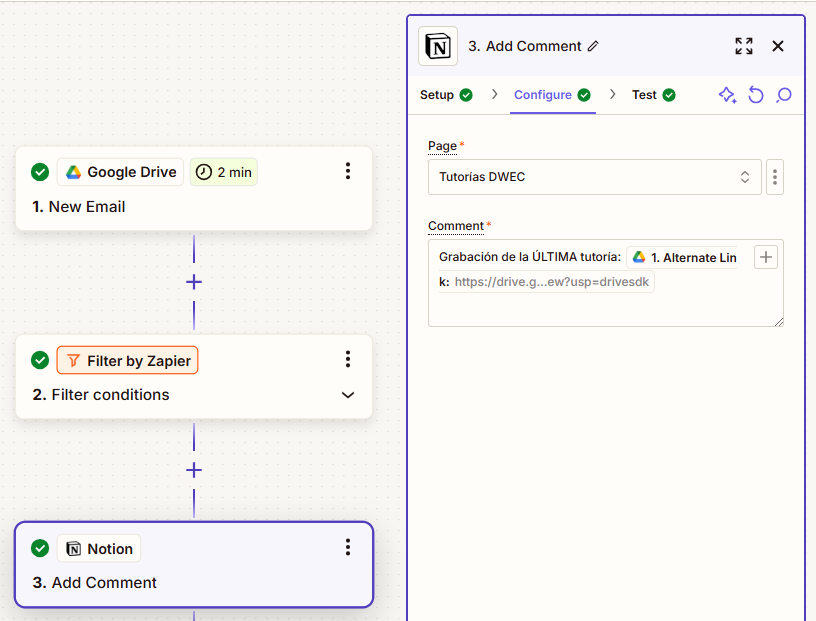 3. Add Comment
Setup
Configure
Test
Page*
Tutorías DWEC
Comment*
Grabación de la ÚLTIMA tutoría: 1. Alternate Lin
k: https://drive.g...ew?usp=drivesdk
Google Drive 2 min
1. New Email
Filter by Zapier
2. Filter conditions
Notion
3. Add Comment